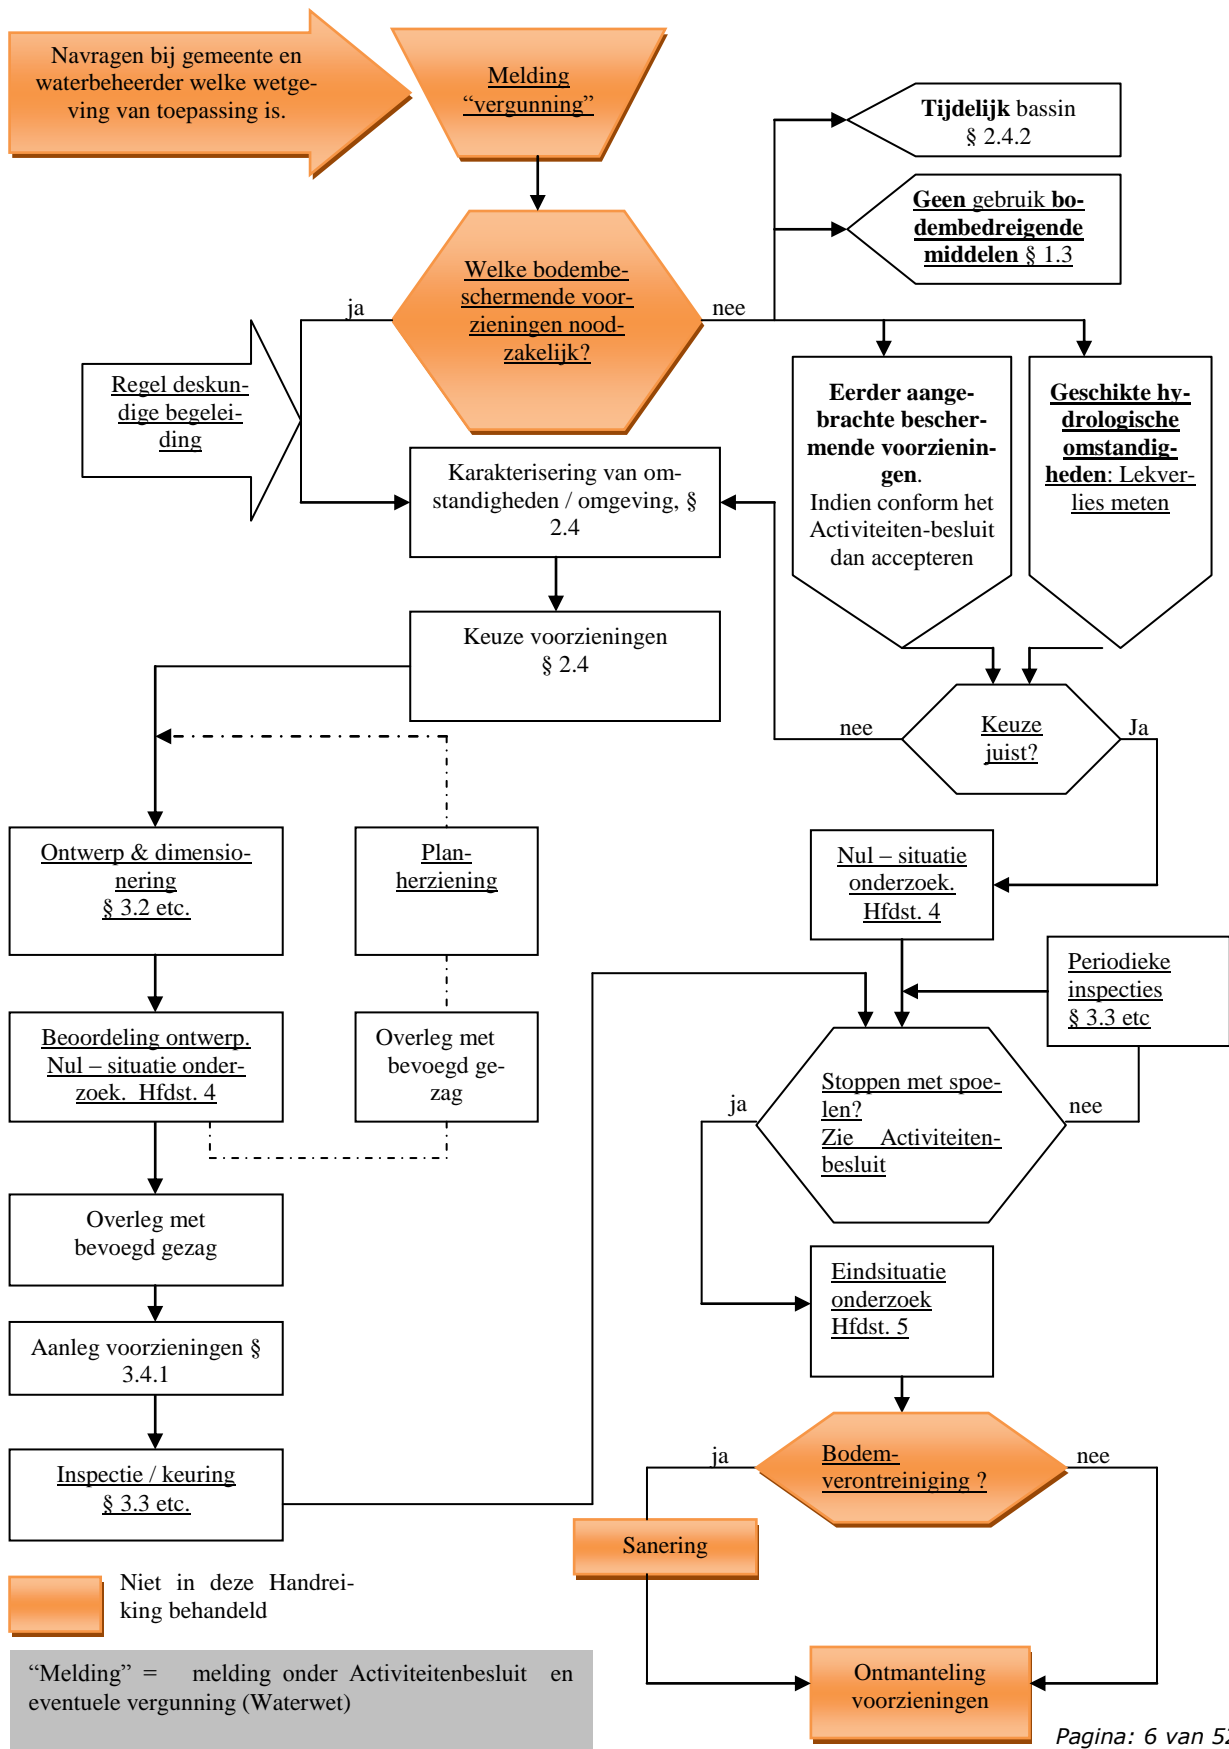 Navragen bij gemeente en
waterbeheerder welke wetge-
ving van toepassing is.
Melding
“vergunning”
Tijdelijk bassin
§ 2.4.2
Geen gebruik bo-
dembedreigende
middelen § 1.3
Welke bodembe-
schermende voor-
zieningen nood-
zakelijk?
ja
nee
Regel deskun-
dige begelei-
ding
Eerder aange-
brachte bescher-
mende voorzienin-
gen.
Indien conform het
Activiteiten-besluit
dan accepteren
Geschikte hy-
drologische
omstandig-
heden: Lekver-
lies meten
Karakterisering van om-
standigheden / omgeving, §
2.4
Keuze voorzieningen
§ 2.4
nee
Keuze
juist?
Ja
Ontwerp & dimensio-
nering
§ 3.2 etc.
Plan-
herziening
Nul – situatie
onderzoek.
Hfdst. 4
Periodieke
inspecties
§ 3.3 etc
Beoordeling ontwerp.
Nul – situatie onder-
zoek. Hfdst. 4
Overleg met
bevoegd ge-
zag
ja
Stoppen met spoe-
len?
Zie Activiteiten-
besluit
nee
Overleg met
bevoegd gezag
Eindsituatie
onderzoek
Hfdst. 5
Aanleg voorzieningen §
3.4.1
Inspectie / keuring
§ 3.3 etc.
ja
Bodem-
verontreiniging ?
nee
Sanering
Niet in deze Handrei-
king behandeld
“Melding” = melding onder Activiteitenbesluit en
eventuele vergunning (Waterwet)
Ontmanteling
voorzieningen
Pagina: 6 van 52